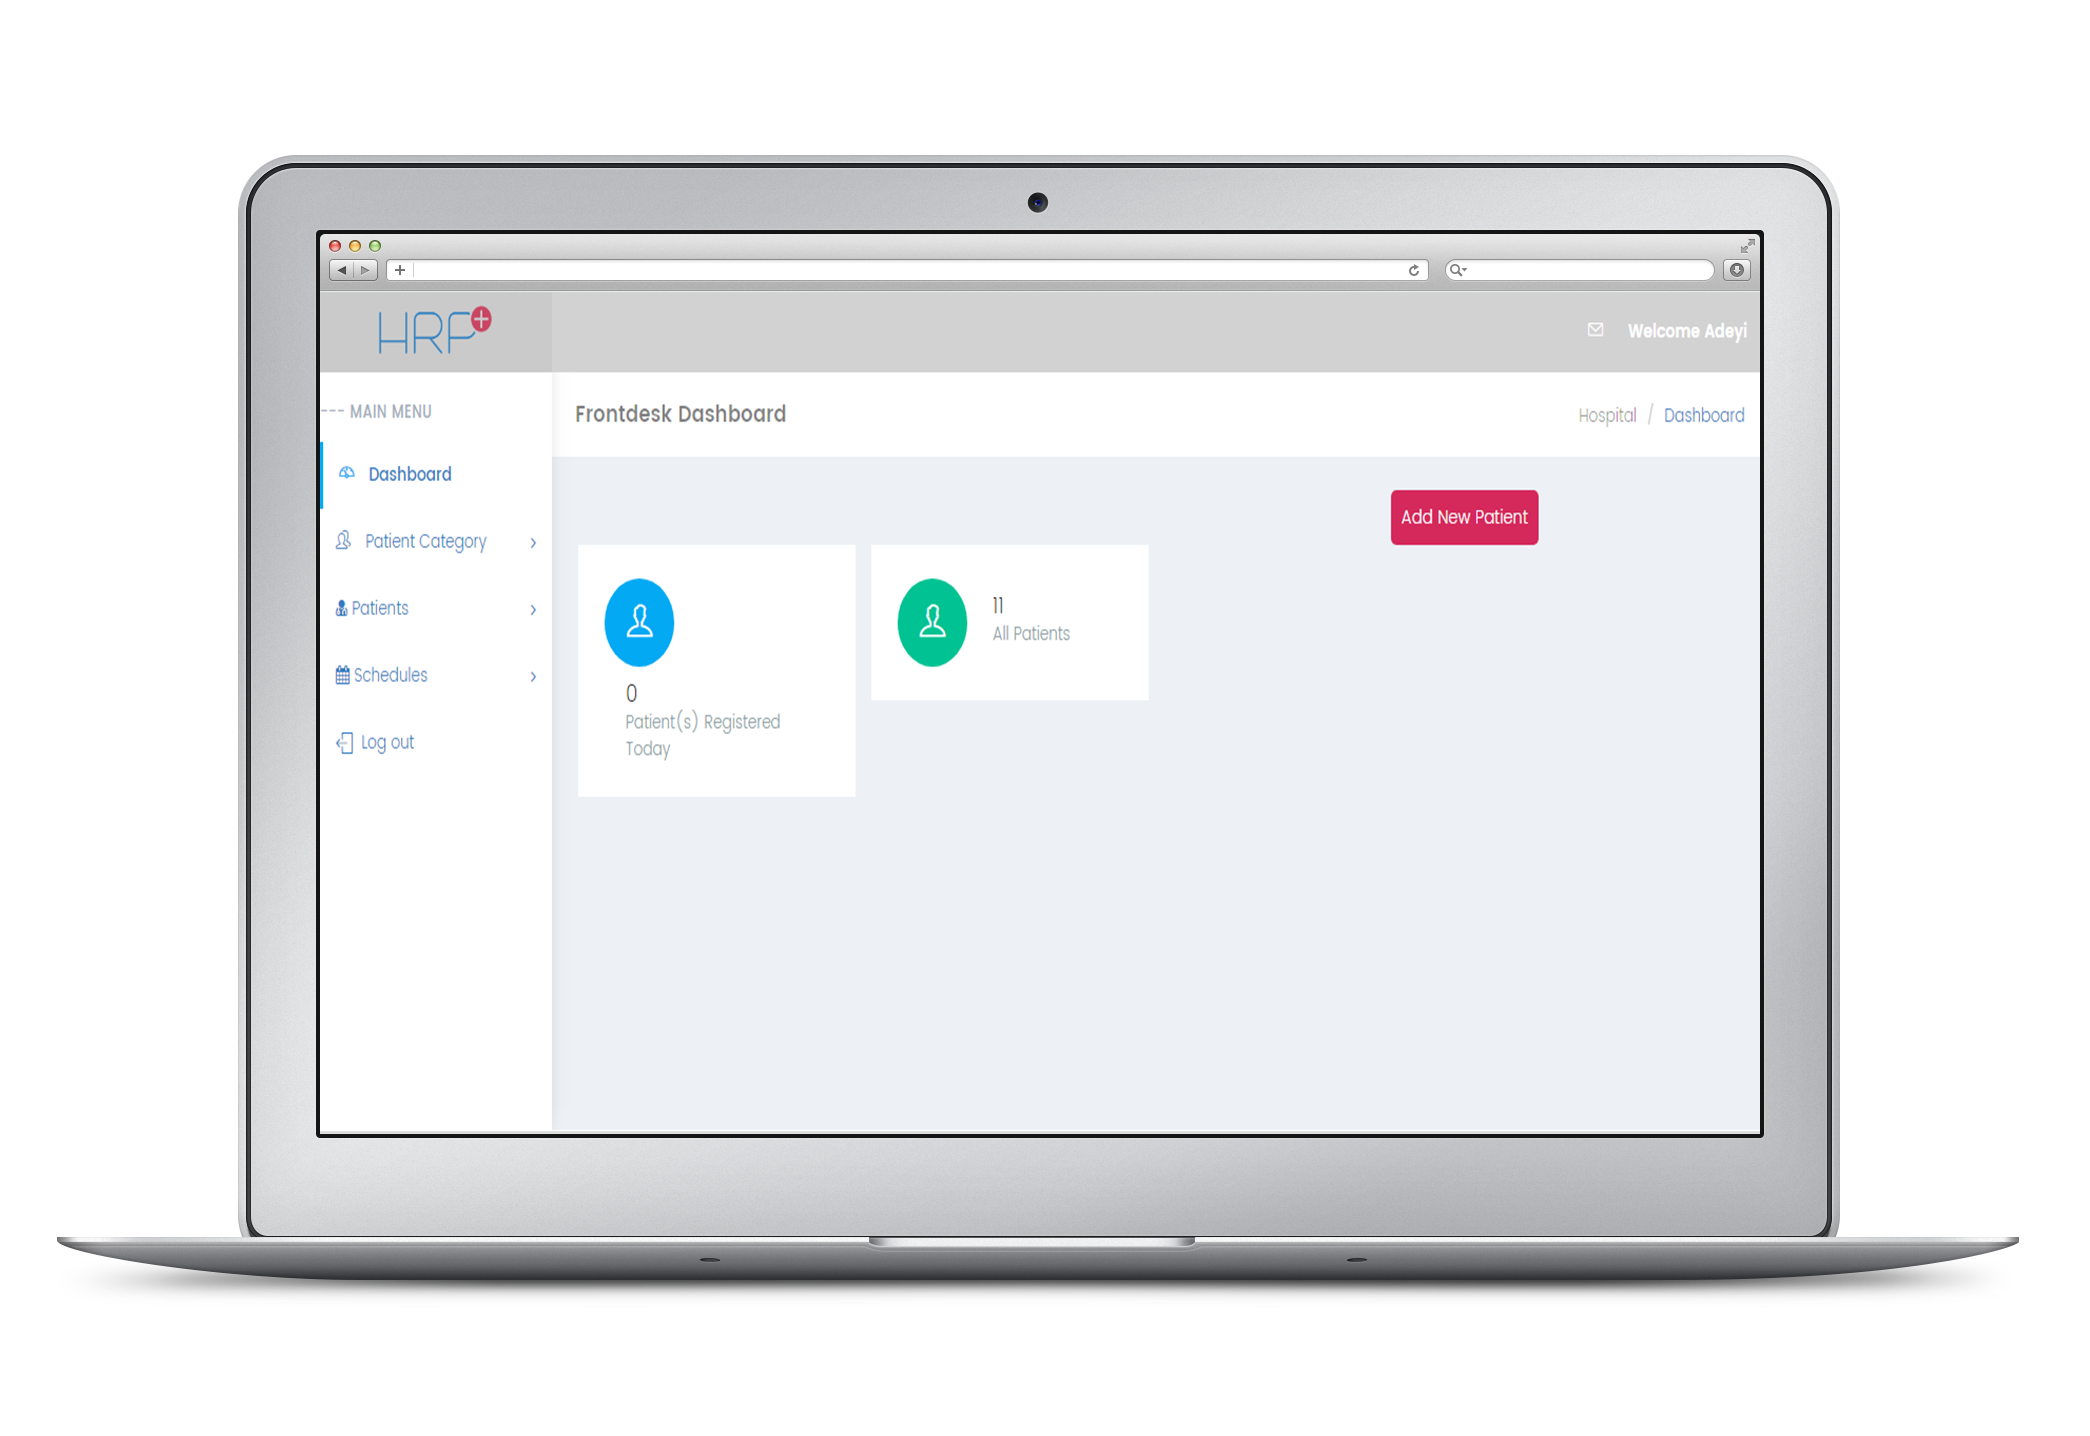 HRP+
Welcome Adeyi
--- MAIN MENU
Frontdesk Dashboard
Hospital / Dashboard
Dashboard
Patient Category
Patients
Schedules
Log out
Add New Patient
0
Patient(s) Registered
Today
11
All Patients